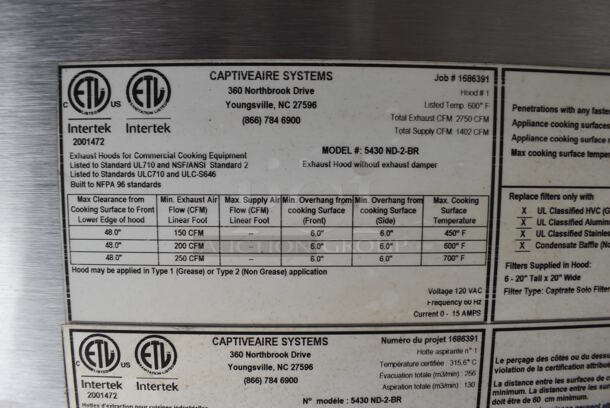 CAPTIVEAIRE SYSTEMS
360 Northbrook Drive
Youngsville, NC 27596
(866) 784 6900
Job # 1686391
Hood # 1
Listed Temp. 600° F
Total Exhaust CFM 2750 CFM
Total Supply CFM 1402 CFM
C ETL US ETL
Intertek Intertek
2001472
MODEL #: 5430 ND-2-BR
Exhaust Hood without exhaust damper
Exhaust Hoods for Commercial Cooking Equipment
Listed to Standard UL710 and NSF/ANSI Standard 2
Listed to Standards ULC710 and ULC-S646
Built to NFPA 96 standards
Max Clearance from Cooking Surface to Front Lower Edge of hood | Min. Exhaust Air Flow (CFM) Linear Foot | Max. Supply Air Flow (CFM) Linear Foot | Min. Overhang from cooking Surface (Front) | Min. Overhang from cooking Surface (Side) | Max. Cooking Surface Temperature
48.0" 150 CFM -- 6.0" 6.0" 450° F
48.0" 200 CFM -- 6.0" 6.0" 600° F
48.0" 250 CFM -- 6.0" 6.0" 700° F
Hood may be applied in Type 1 (Grease) or Type 2 (Non Grease) application
Voltage 120 VAC
Frequency 60 Hz
Current 0 - 15 AMPS
Penetrations with any faste
Appliance cooking surfaces
Appliance cooking surface
Max cooking surface temper
Replace filters only with
X UL Classified HVC (G
X UL Classified Alumin
X UL Classified Stainle
X Condensate Baffle (No
Filters Supplied in Hood:
6 - 20" Tall x 20" Wide
Filter Type: Captrate Solo Filter
CAPTIVEAIRE SYSTEMS
360 Northbrook Drive
Youngsville, NC 27596
(866) 784 6900
Numéro du projet 1686391
Hotte aspirante n° 1
Température certifiée 315,6° C
Évacuation totale (m3/min) 256
Aspiration totale (m3/min) 130
C ETL US ETL
Intertek Intertek
2001472
N° modèle : 5430 ND-2-BR
Le perçage des côtés ou du des
violation de la certification attribué
La distance entre les surfaces de c
minimum. La distance entre les sur
doit être de 60 cm minimum.